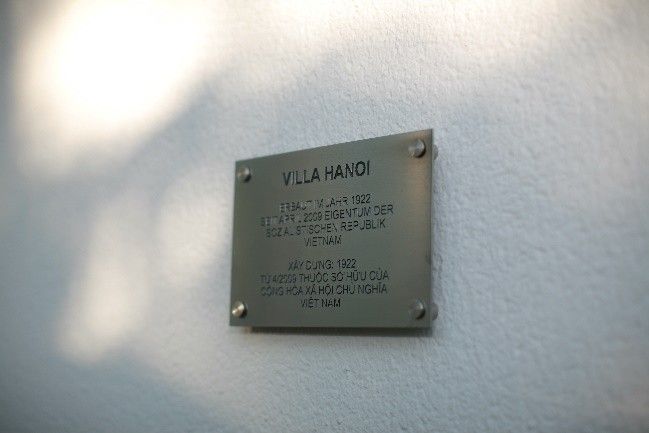 VILLA HANOI
ERBAUT IM JAHR 1922
SEIT APRIL 2009 EIGENTUM DER
SOZIALISTISCHEN REPUBLIK
VIETNAM
XÂY DỰNG: 1922
TỪ 4/2009 THUỘC SỞ HỮU CỦA
CỘNG HÒA XÃ HỘI CHỦ NGHĨA
VIỆT NAM